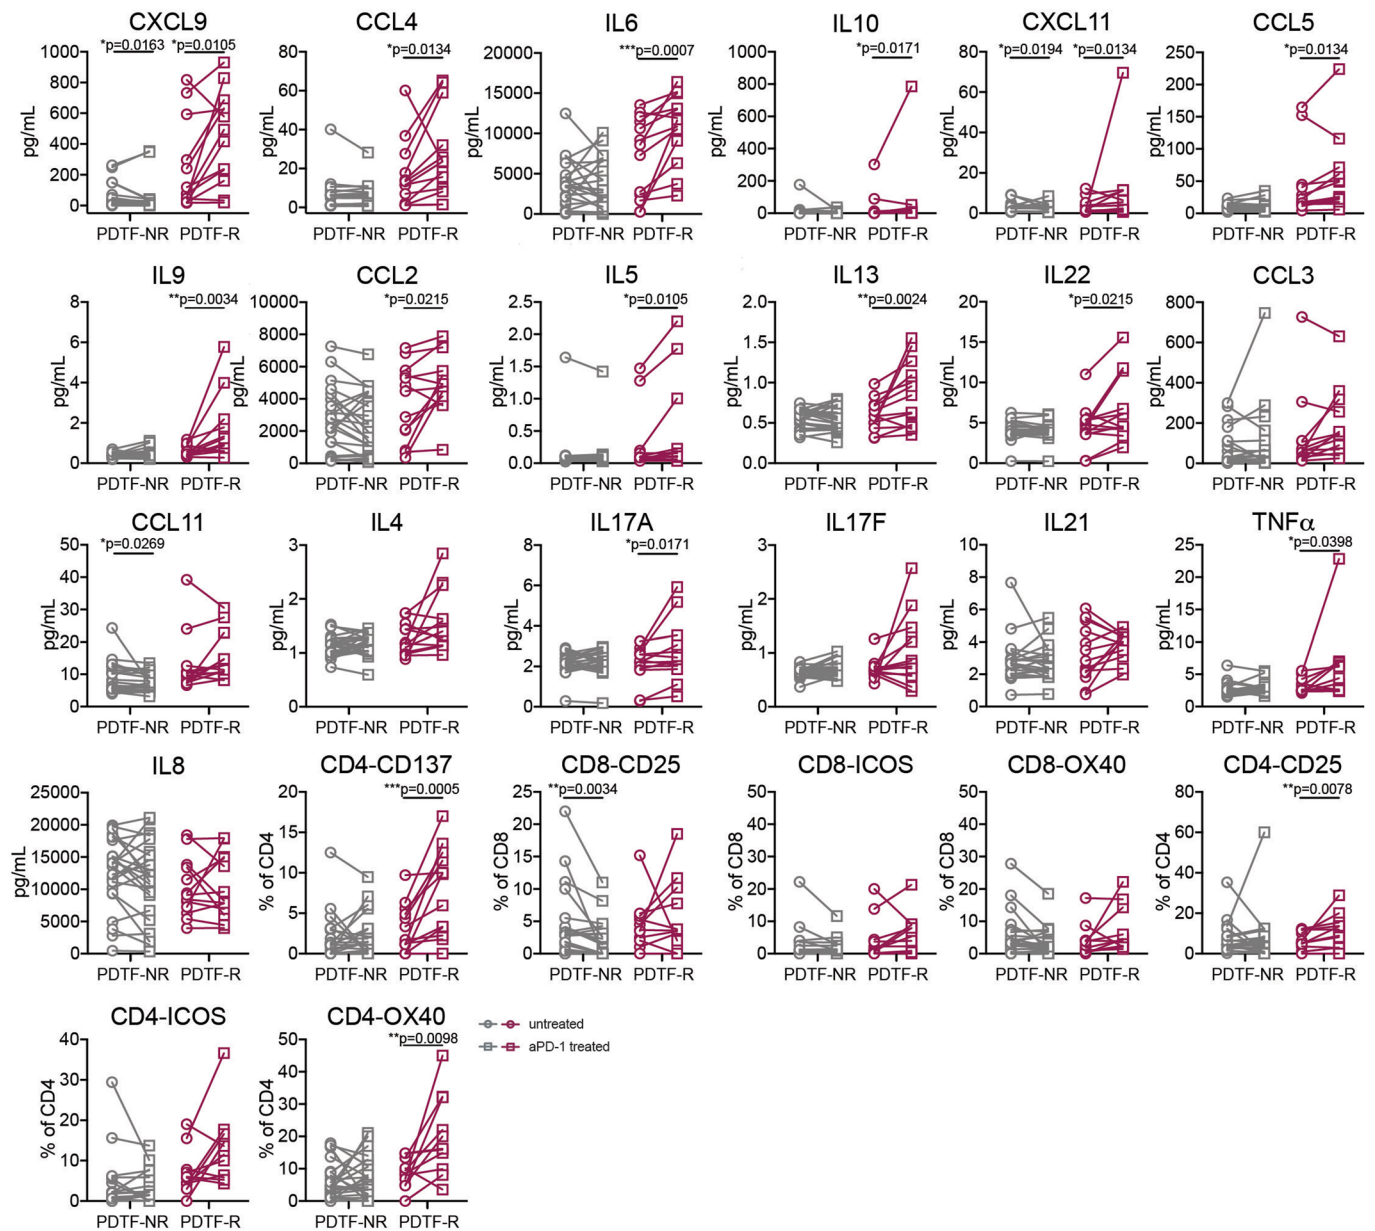 CXCL9 CCL4 IL6 IL10 CXCL11 CCL5
*p=0.0163 *p=0.0105 *p=0.0134 ***p=0.0007 *p=0.0171 *p=0.0194 *p=0.0134 *p=0.0134
1000 80 20000 1000 80 250
800 60 15000 800 60 200
600 40 10000 600 40 150
400 20 5000 400 20 100
200 0 0 200 0 50
0 0 0
pg/mL pg/mL pg/mL pg/mL pg/mL pg/mL
PDTF-NR PDTF-R PDTF-NR PDTF-R PDTF-NR PDTF-R PDTF-NR PDTF-R PDTF-NR PDTF-R PDTF-NR PDTF-R
IL9 CCL2 IL5 IL13 IL22 CCL3
**p=0.0034 *p=0.0215 *p=0.0105 **p=0.0024 *p=0.0215
8 10000 2.5 2.0 20 800
6 8000 2.0 1.5 15 600
4 6000 1.5 1.0 10 400
2 4000 1.0 0.5 5 200
0 2000 0.5 0.0 0 0
0 0.0
pg/mL pg/mL pg/mL pg/mL pg/mL pg/mL
PDTF-NR PDTF-R PDTF-NR PDTF-R PDTF-NR PDTF-R PDTF-NR PDTF-R PDTF-NR PDTF-R PDTF-NR PDTF-R
CCL11 IL4 IL17A IL17F IL21 TNFα
*p=0.0269 *p=0.0171 *p=0.0398
50 3 8 3 10 25
40 2 6 2 8 20
30 1 4 1 6 15
20 0 2 0 4 10
10 0 2 5
0 0 0
pg/mL pg/mL pg/mL pg/mL pg/mL pg/mL
PDTF-NR PDTF-R PDTF-NR PDTF-R PDTF-NR PDTF-R PDTF-NR PDTF-R PDTF-NR PDTF-R PDTF-NR PDTF-R
IL8 CD4-CD137 CD8-CD25 CD8-ICOS CD8-OX40 CD4-CD25
***p=0.0005 **p=0.0034 **p=0.0078
25000 20 25 50 50 80
20000 15 20 40 40 60
15000 10 15 30 30 40
10000 5 10 20 20 20
5000 0 5 10 10 0
0 0 0 0
pg/mL % of CD4 % of CD8 % of CD8 % of CD8 % of CD4
PDTF-NR PDTF-R PDTF-NR PDTF-R PDTF-NR PDTF-R PDTF-NR PDTF-R PDTF-NR PDTF-R PDTF-NR PDTF-R
CD4-ICOS CD4-OX40
**p=0.0098
untreated
aPD-1 treated
40 50
30 40
20 30
10 20
0 10
0
% of CD4 % of CD4
PDTF-NR PDTF-R PDTF-NR PDTF-R